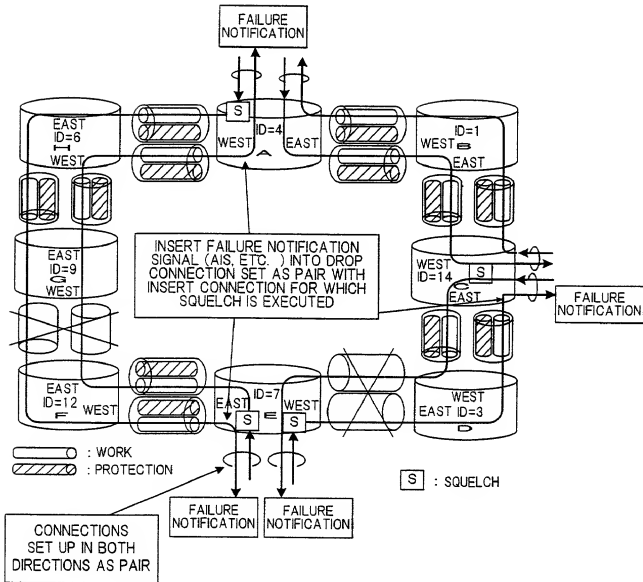 FAILURE
NOTIFICATION
EAST
ID=6
H
WEST
S
ID=4
WEST
A
EAST
ID=1
WEST
B
EAST
EAST
ID=9
G
WEST
INSERT FAILURE NOTIFICATION
SIGNAL (AIS, ETC. ) INTO DROP
CONNECTION SET AS PAIR WITH
INSERT CONNECTION FOR WHICH
SQUELCH IS EXECUTED
WEST
ID=14
S
C
EAST
FAILURE
NOTIFICATION
EAST
ID=12
WEST
F
ID=7
EAST
WEST
E
S
S
WEST
EAST ID=3
D
: WORK
: PROTECTION
S : SQUELCH
FAILURE
NOTIFICATION
FAILURE
NOTIFICATION
CONNECTIONS
SET UP IN BOTH
DIRECTIONS AS PAIR